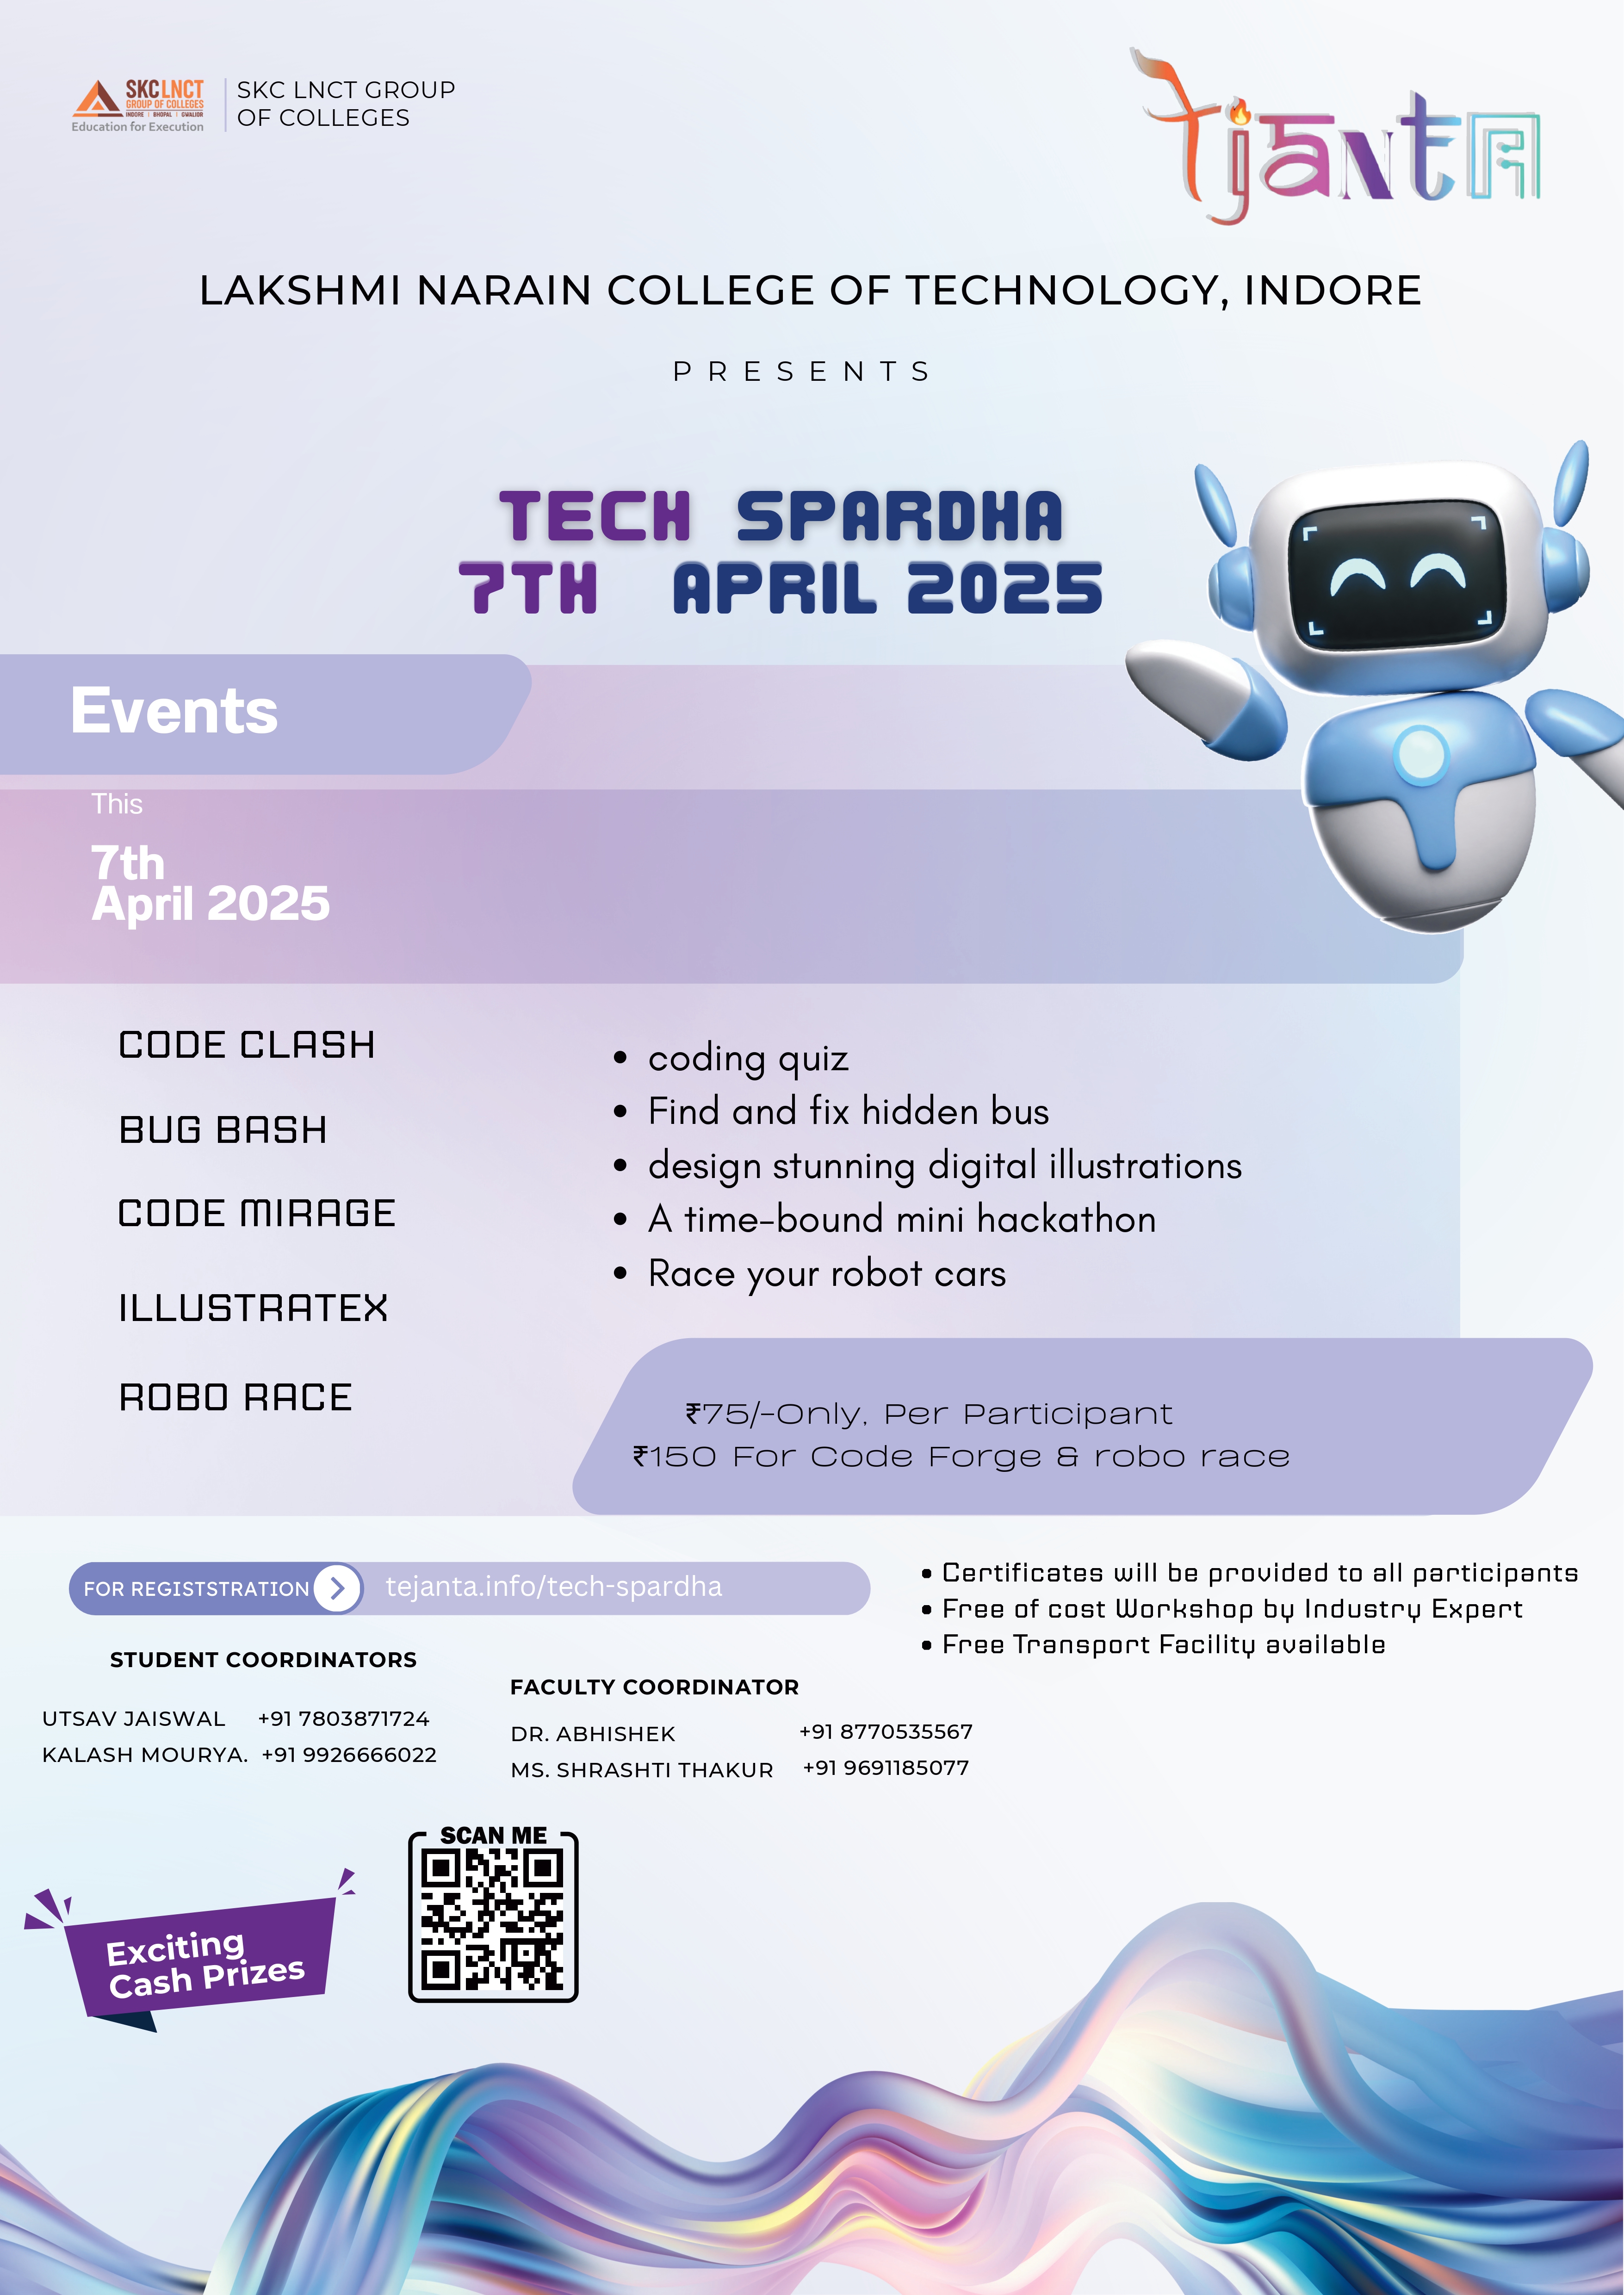 SKC LNCT
GROUP OF COLLEGES
INDORE | BHOPAL | GWALIOR
Education for Execution
SKC LNCT GROUP
OF COLLEGES
TjANTA
LAKSHMI NARAIN COLLEGE OF TECHNOLOGY, INDORE
PRESENTS
TECH SPARDHA
7TH APRIL 2025
Events
This
7th
April 2025
CODE CLASH
BUG BASH
CODE MIRAGE
ILLUSTRATEX
ROBO RACE
• coding quiz
• Find and fix hidden bus
• design stunning digital illustrations
• A time-bound mini hackathon
• Race your robot cars
₹75/-Only, Per Participant
₹150 For Code Forge & robo race
FOR REGISTSTRATION
tejanta.info/tech-spardha
• Certificates will be provided to all participants
• Free of cost Workshop by Industry Expert
• Free Transport Facility available
STUDENT COORDINATORS
UTSAV JAISWAL +91 7803871724
KALASH MOURYA. +91 9926666022
FACULTY COORDINATOR
DR. ABHISHEK +91 8770535567
MS. SHRASHTI THAKUR +91 9691185077
SCAN ME
Exciting
Cash Prizes